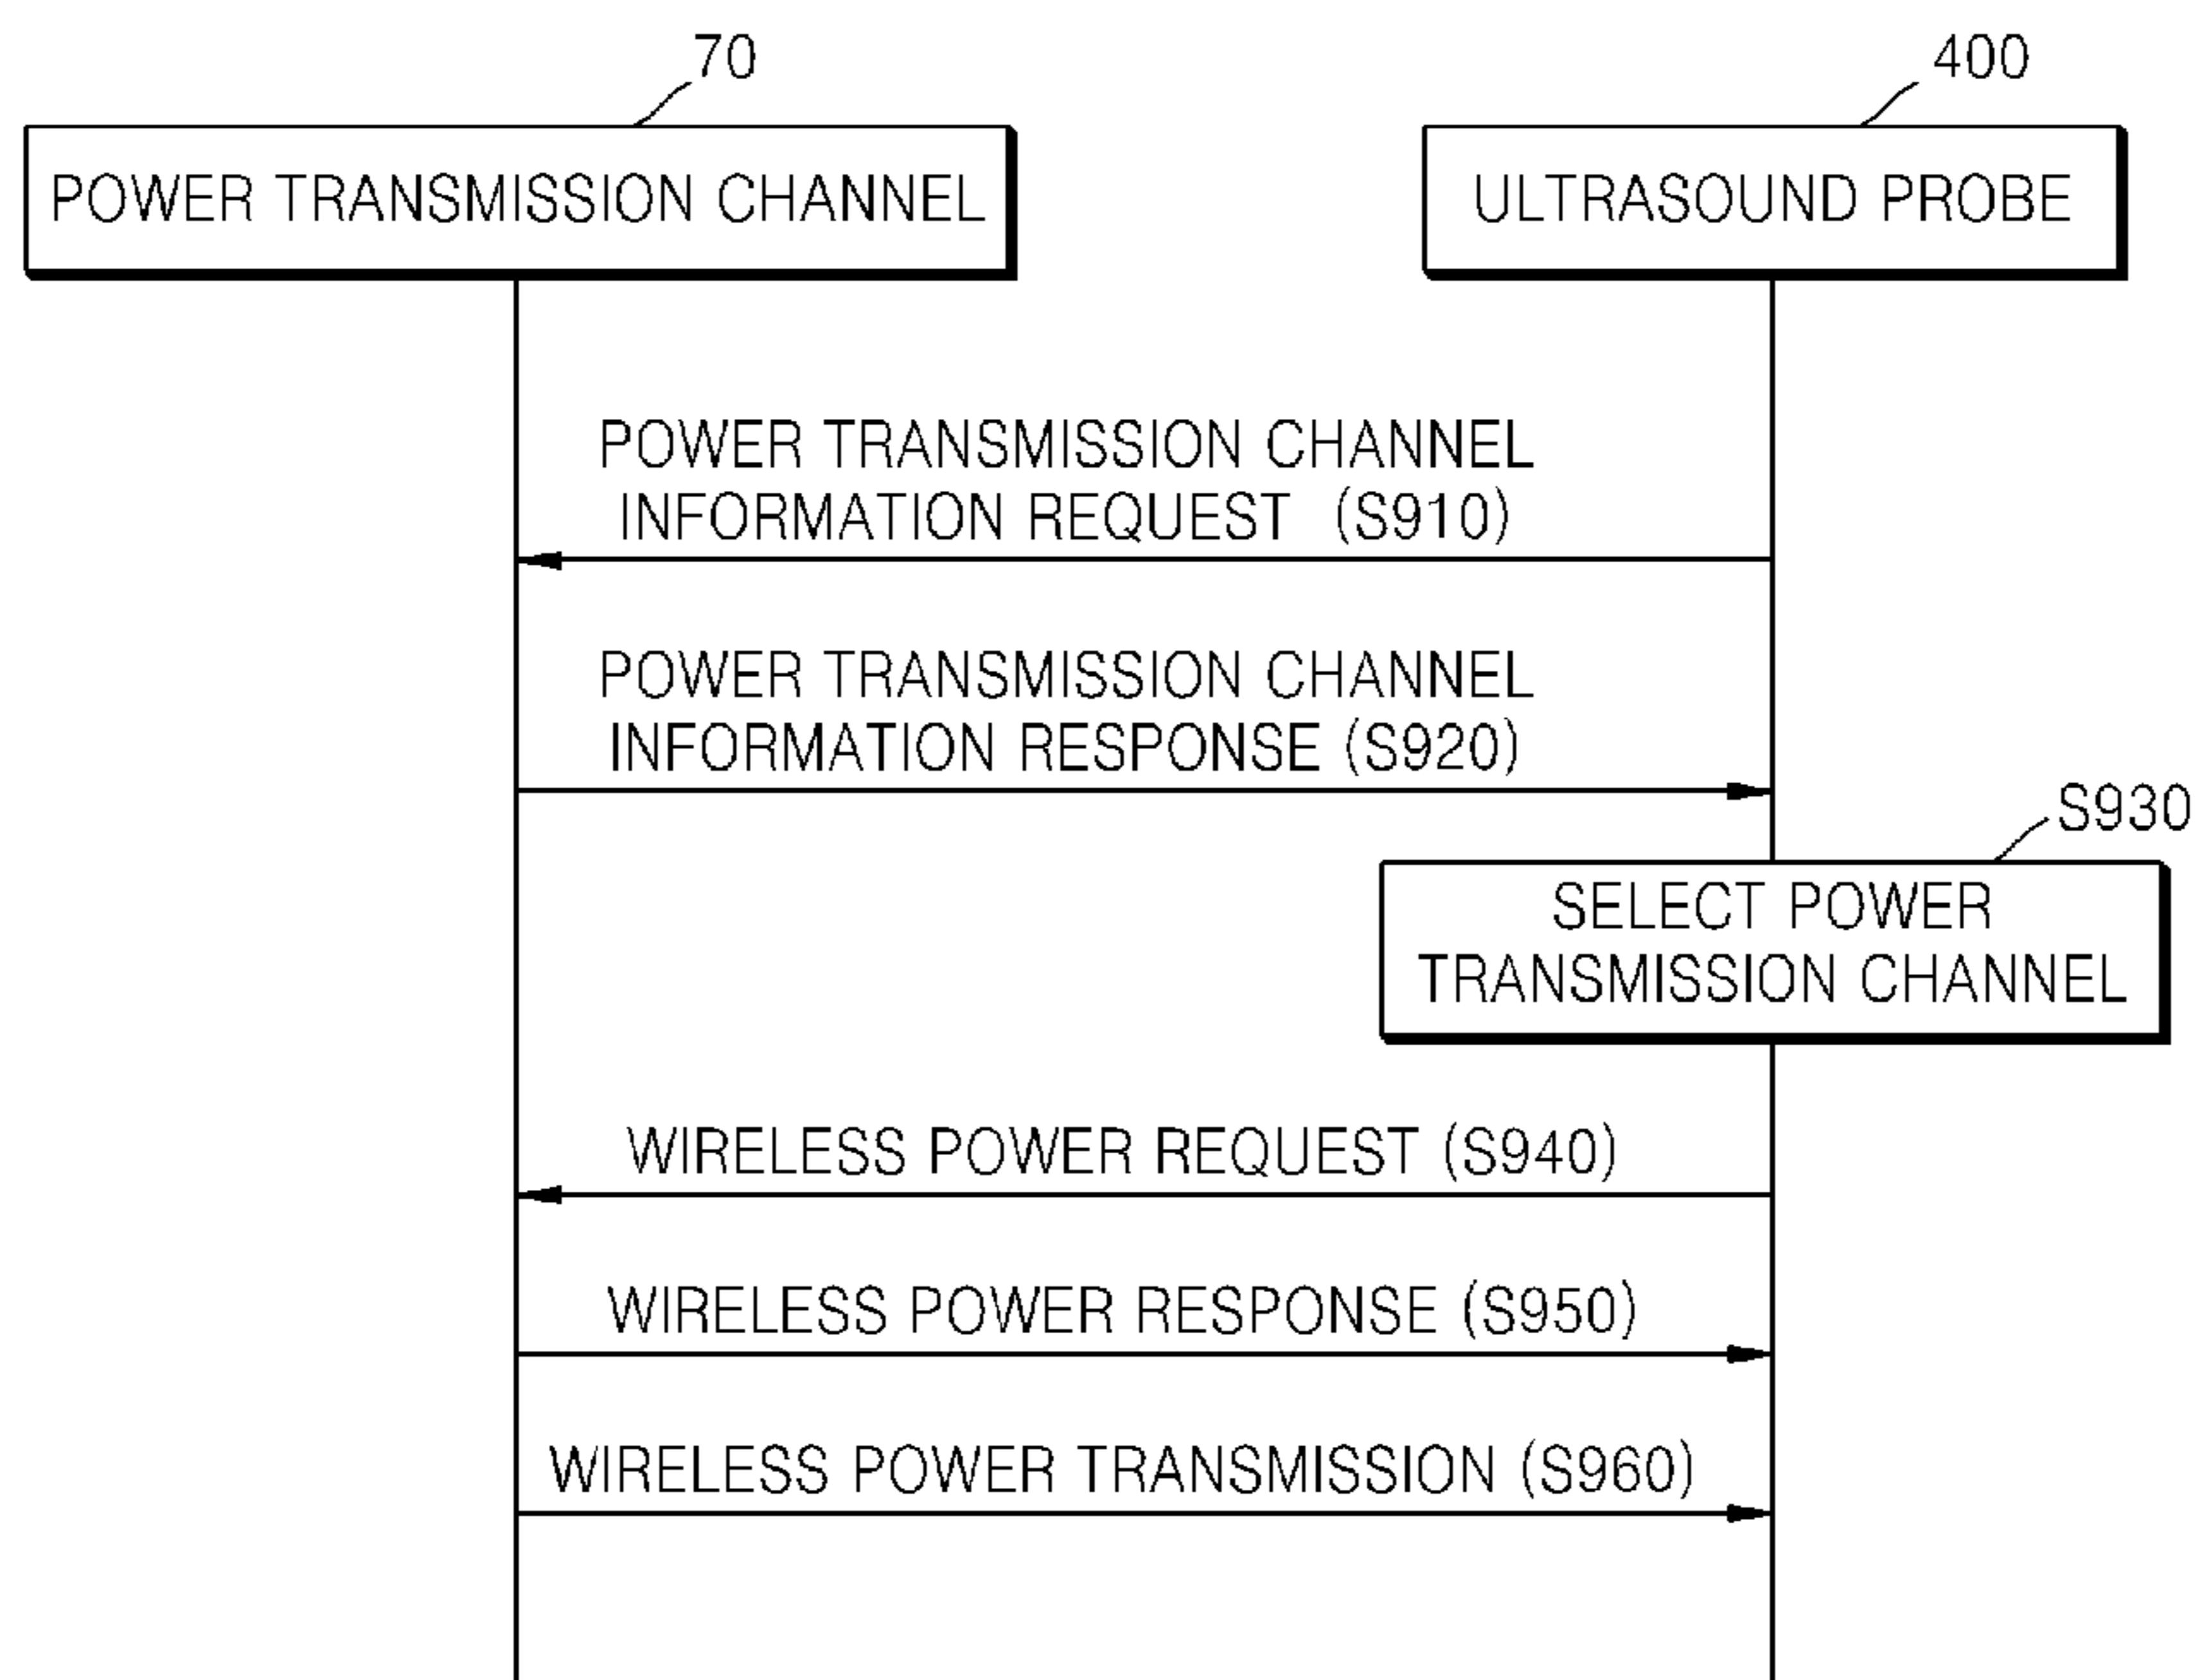 70
400
POWER TRANSMISSION CHANNEL
ULTRASOUND PROBE
POWER TRANSMISSION CHANNEL
INFORMATION REQUEST (S910)
POWER TRANSMISSION CHANNEL
INFORMATION RESPONSE (S920)
S930
SELECT POWER
TRANSMISSION CHANNEL
WIRELESS POWER REQUEST (S940)
WIRELESS POWER RESPONSE (S950)
WIRELESS POWER TRANSMISSION (S960)